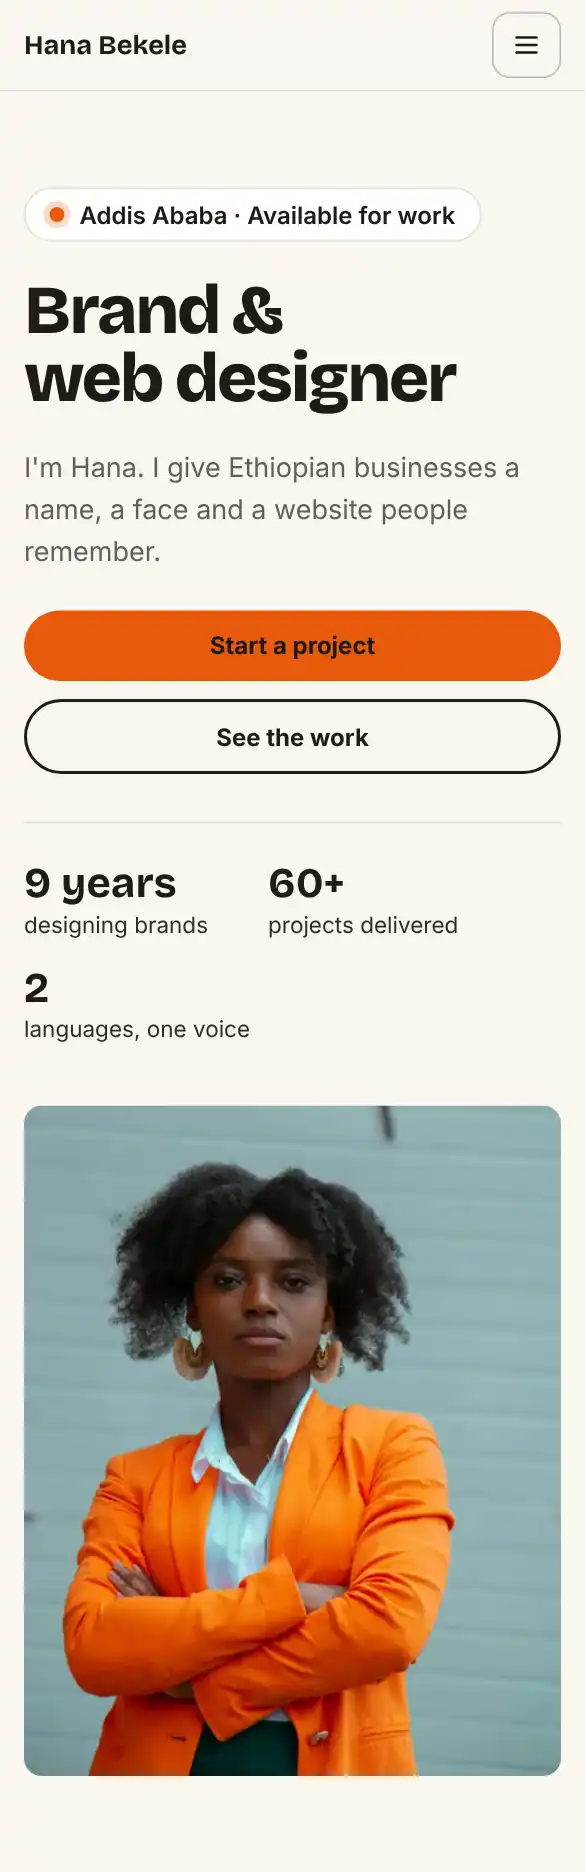 Hana Bekele
Addis Ababa · Available for work
Brand &
web designer
I'm Hana. I give Ethiopian businesses a
name, a face and a website people
remember.
Start a project
See the work
9 years
designing brands
60+
projects delivered
2
languages, one voice